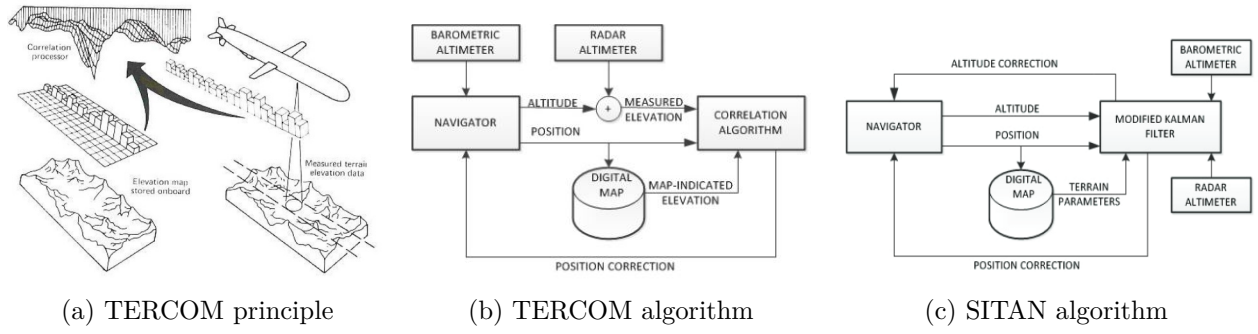 Correlation
processor
Elevation map
stored onboard
Measured terrain
elevation data
(a) TERCOM principle
BAROMETRIC
ALTIMETER
RADAR
ALTIMETER
NAVIGATOR
ALTITUDE
+
MEASURED
ELEVATION
POSITION
CORRELATION
ALGORITHM
DIGITAL
MAP
MAP-INDICATED
ELEVATION
POSITION CORRECTION
(b) TERCOM algorithm
ALTITUDE CORRECTION
BAROMETRIC
ALTIMETER
NAVIGATOR
ALTITUDE
POSITION
MODIFIED KALMAN
FILTER
DIGITAL
MAP
TERRAIN
PARAMETERS
RADAR
ALTIMETER
POSITION CORRECTION
(c) SITAN algorithm